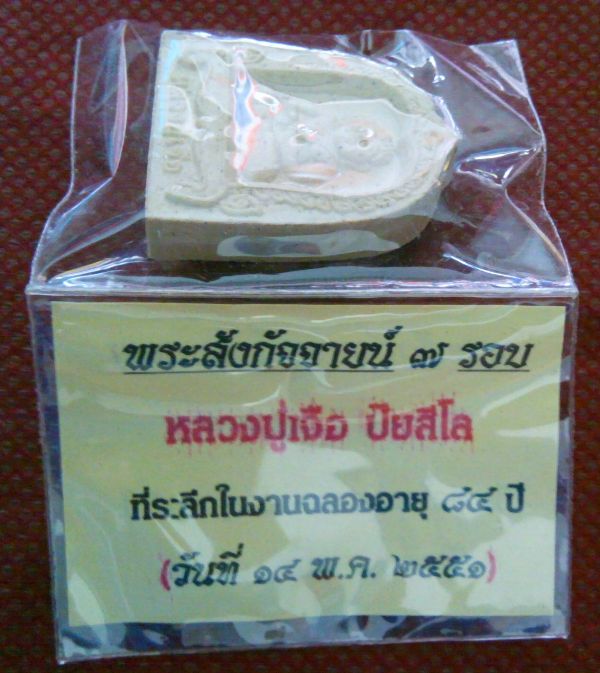 พระสังกัจจายน์ ๗ รอบ
หลวงปู่เจือ ปิยสีโล
ที่ระลึกในงานฉลองอายุ ๘๔ ปี
(วันที่ ๑๔ พ.ค. ๒๕๕๑)